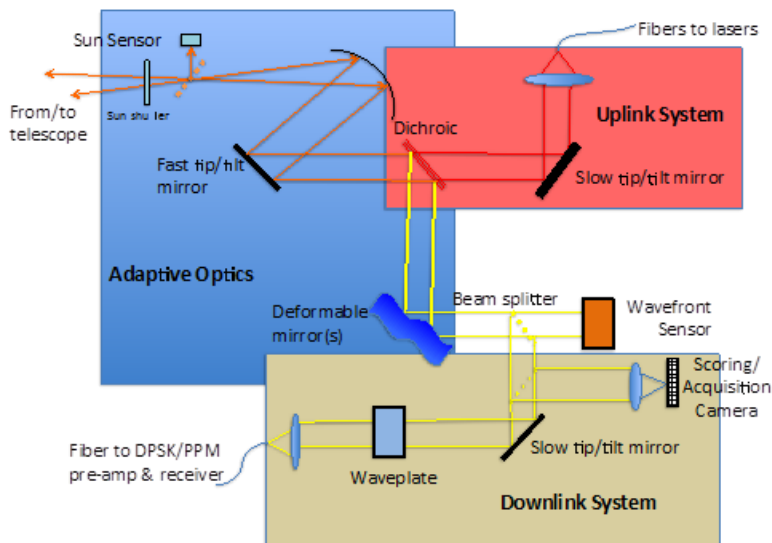 Sun Sensor
Fibers to lasers
From/to
telescope
Sun shutter
Dichroic
Uplink System
Fast tip/tilt
mirror
Slow tip/tilt mirror
Adaptive Optics
Deformable
mirror(s)
Beam splitter
Wavefront
Sensor
Scoring/
Acquisition
Camera
Fiber to DPSK/PPM
pre-amp & receiver
Waveplate
Slow tip/tilt mirror
Downlink System